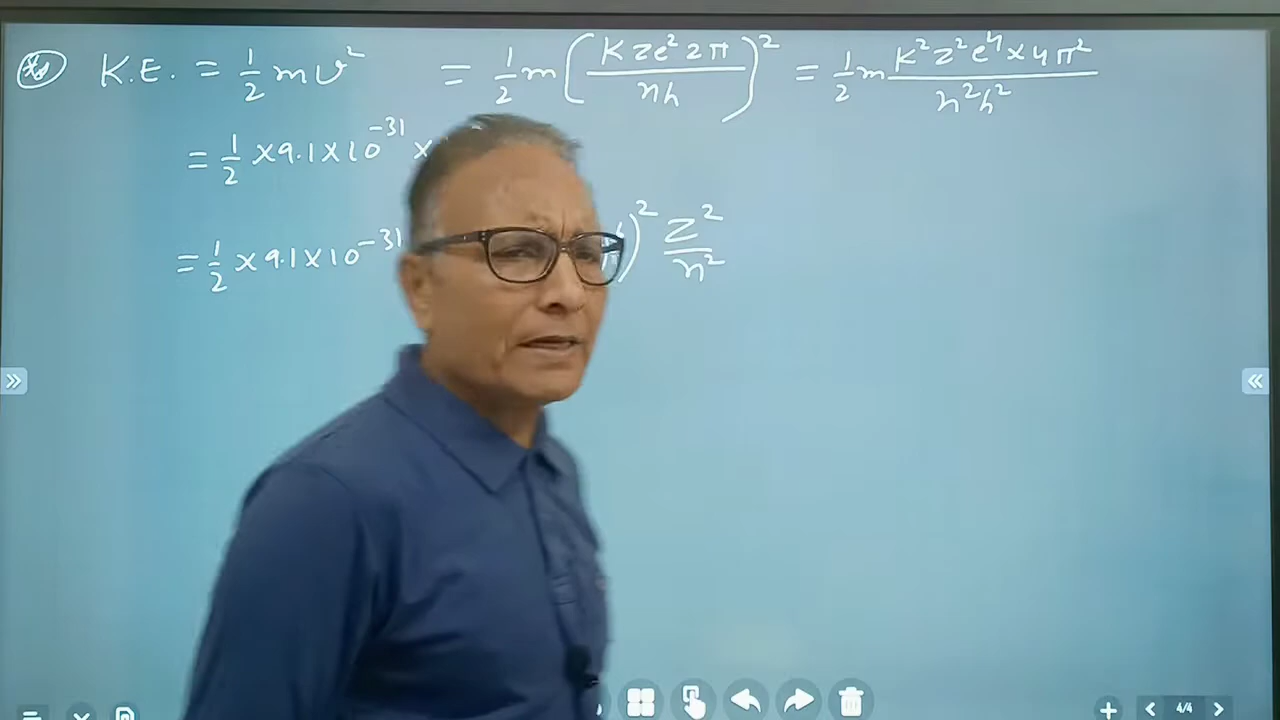 K.E. = 1/2 mv² = 1/2 m (KZe²2π / nh)² = 1/2 m K²Z²e⁴×4π² / n²h²
= 1/2 ×9.1×10⁻³¹ ×
= 1/2 ×9.1×10⁻³¹ )² Z²/n²
4/4